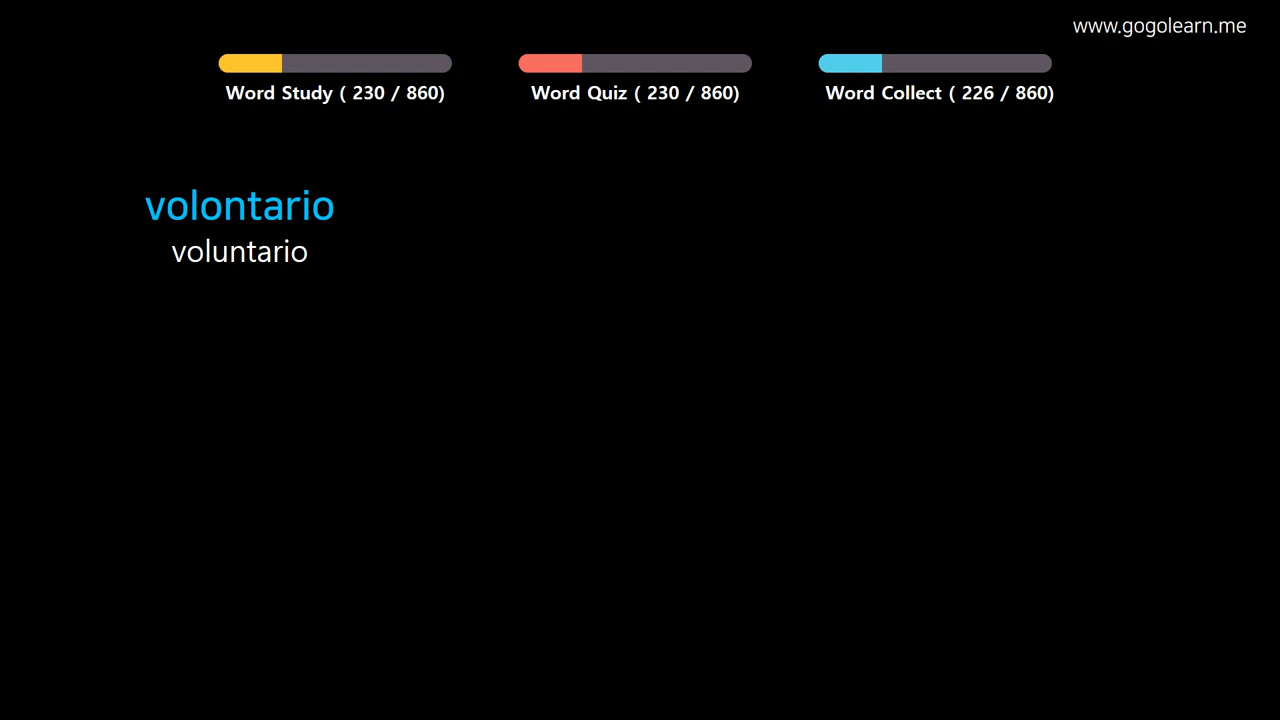 www.gogolearn.me
Word Study ( 230 / 860)
Word Quiz ( 230 / 860)
Word Collect ( 226 / 860)
volontario
voluntario